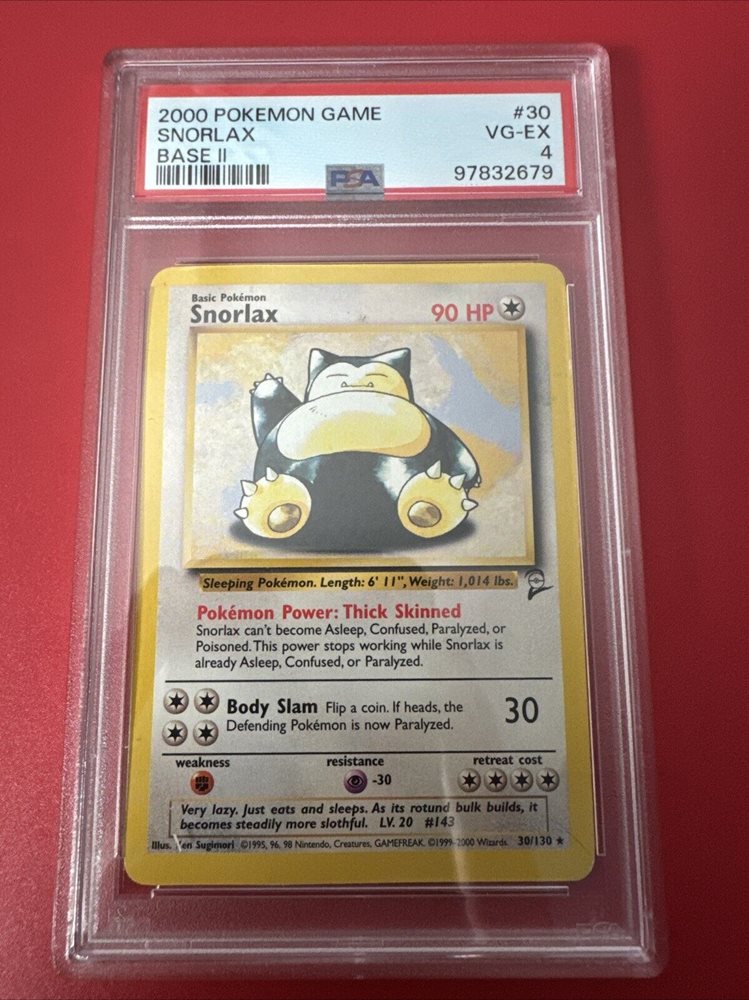 2000 POKEMON GAME #30
SNORLAX VG-EX
BASE II 4
PSA 97832679
Basic Pokémon
Snorlax 90 HP
Sleeping Pokémon. Length: 6' 11", Weight: 1,014 lbs.
Pokémon Power: Thick Skinned
Snorlax can't become Asleep, Confused, Paralyzed, or
Poisoned. This power stops working while Snorlax is
already Asleep, Confused, or Paralyzed.
Body Slam Flip a coin. If heads, the 30
Defending Pokémon is now Paralyzed.
weakness resistance retreat cost
-30
Very lazy. Just eats and sleeps. As its rotund bulk builds, it
becomes steadily more slothful. LV. 20 #143
Illus. Ken Sugimori ©1995, 96, 98 Nintendo, Creatures, GAMEFREAK. ©1999-2000 Wizards. 30/130 ★